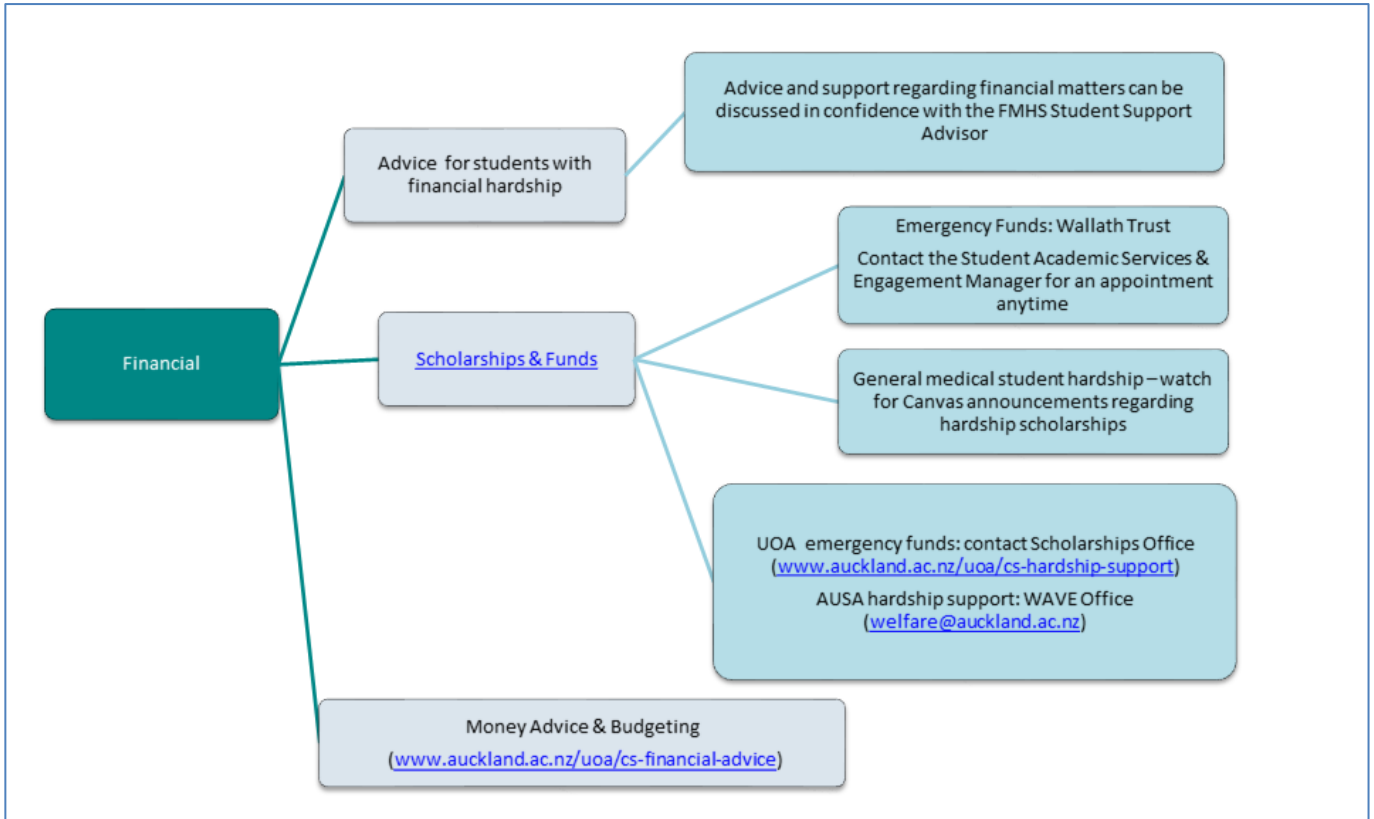 Financial
Advice for students with
financial hardship
Advice and support regarding financial matters can be
discussed in confidence with the FMHS Student Support
Advisor
Scholarships & Funds
Emergency Funds: Wallath Trust
Contact the Student Academic Services &
Engagement Manager for an appointment
anytime
General medical student hardship – watch
for Canvas announcements regarding
hardship scholarships
UOA emergency funds: contact Scholarships Office
(www.auckland.ac.nz/uoa/cs-hardship-support)
AUSA hardship support: WAVE Office
(welfare@auckland.ac.nz)
Money Advice & Budgeting
(www.auckland.ac.nz/uoa/cs-financial-advice)